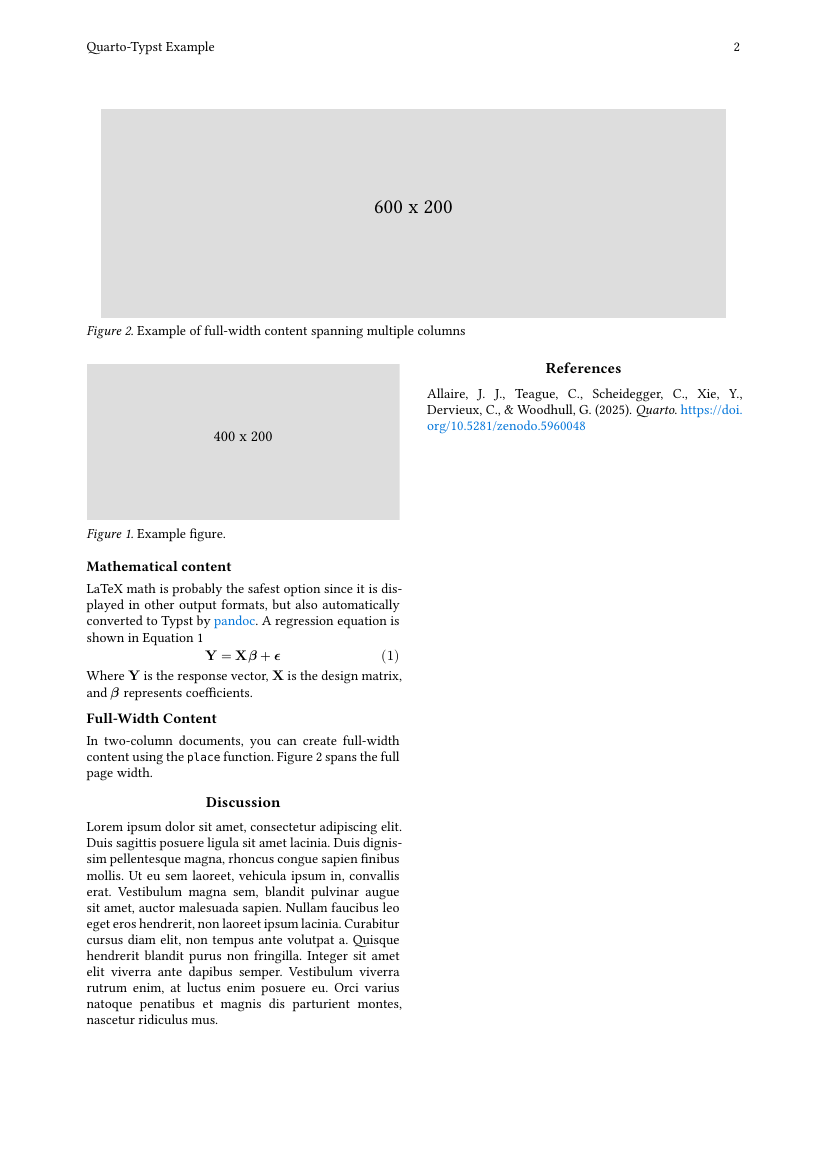 Quarto-Typst Example
2
600 x 200
Figure 2. Example of full-width content spanning multiple columns
400 x 200
Figure 1. Example figure.
Mathematical content
LaTeX math is probably the safest option since it is dis-
played in other output formats, but also automatically
converted to Typst by pandoc. A regression equation is
shown in Equation 1
Y = Xβ + ϵ (1)
Where Y is the response vector, X is the design matrix,
and β represents coefficients.
Full-Width Content
In two-column documents, you can create full-width
content using the place function. Figure 2 spans the full
page width.
Discussion
Lorem ipsum dolor sit amet, consectetur adipiscing elit.
Duis sagittis posuere ligula sit amet lacinia. Duis dignis-
sim pellentesque magna, rhoncus congue sapien finibus
mollis. Ut eu sem laoreet, vehicula ipsum in, convallis
erat. Vestibulum magna sem, blandit pulvinar augue
sit amet, auctor malesuada sapien. Nullam faucibus leo
eget eros hendrerit, non laoreet ipsum lacinia. Curabitur
cursus diam elit, non tempus ante volutpat a. Quisque
hendrerit blandit purus non fringilla. Integer sit amet
elit viverra ante dapibus semper. Vestibulum viverra
rutrum enim, at luctus enim posuere eu. Orci varius
natoque penatibus et magnis dis parturient montes,
nascetur ridiculus mus.
References
Allaire, J. J., Teague, C., Scheidegger, C., Xie, Y.,
Dervieux, C., & Woodhull, G. (2025). Quarto. https://doi.
org/10.5281/zenodo.5960048